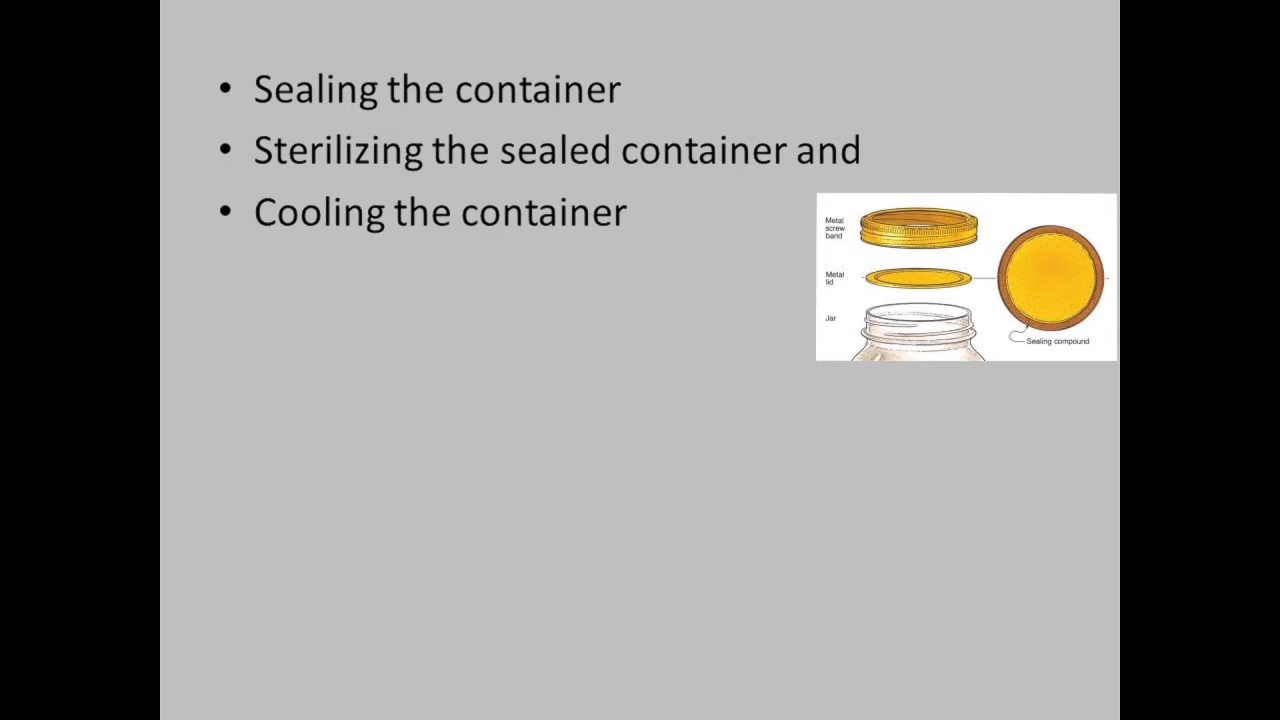 • Sealing the container
• Sterilizing the sealed container and
• Cooling the container
Metal
screw
band
Metal
lid
Jar
Sealing compound